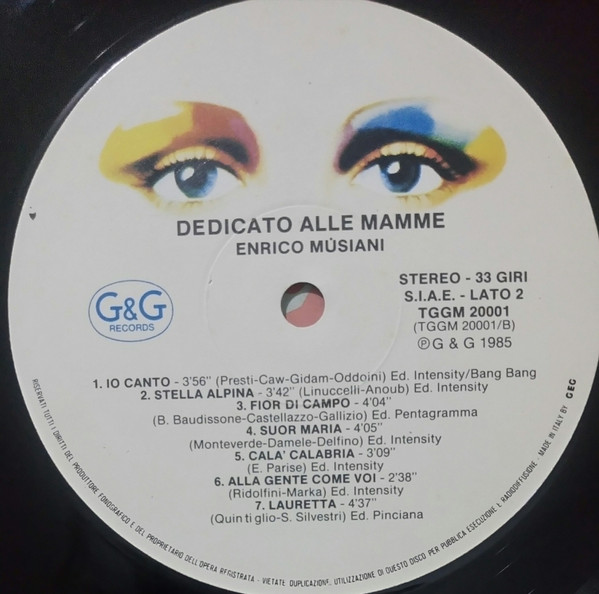 DEDICATO ALLE MAMME
ENRICO MÙSIANI
G&G
RECORDS
STEREO - 33 GIRI
S.I.A.E. - LATO 2
TGGM 20001
(TGGM 20001/B)
Ⓟ G & G 1985
1. IO CANTO - 3'56" (Presti-Caw-Gidam-Oddoini) Ed. Intensity/Bang Bang
2. STELLA ALPINA - 3'42" (Linuccelli-Anoub) Ed. Intensity
3. FIOR DI CAMPO - 4'04"
(B. Baudissone-Castellazzo-Gallizio) Ed. Pentagramma
4. SUOR MARIA - 4'05"
(Monteverde-Damele-Delfino) Ed. Intensity
5. CALA' CALABRIA - 3'09"
(E. Parise) Ed. Intensity
6. ALLA GENTE COME VOI - 2'38"
(Ridolfini-Marka) Ed. Intensity
7. LAURETTA - 4'37"
(Quintiglio-S. Silvestri) Ed. Pinciana
RISERVATI TUTTI I DIRITTI DEL PRODUTTORE FONOGRAFICO E DEL PROPRIETARIO DELL'OPERA REGISTRATA - VIETATE DUPLICAZIONE, UTILIZZAZIONE DI QUESTO DISCO PER PUBBLICA ESECUZIONE E RADIODIFFUSIONE - MADE IN ITALY BY GEG